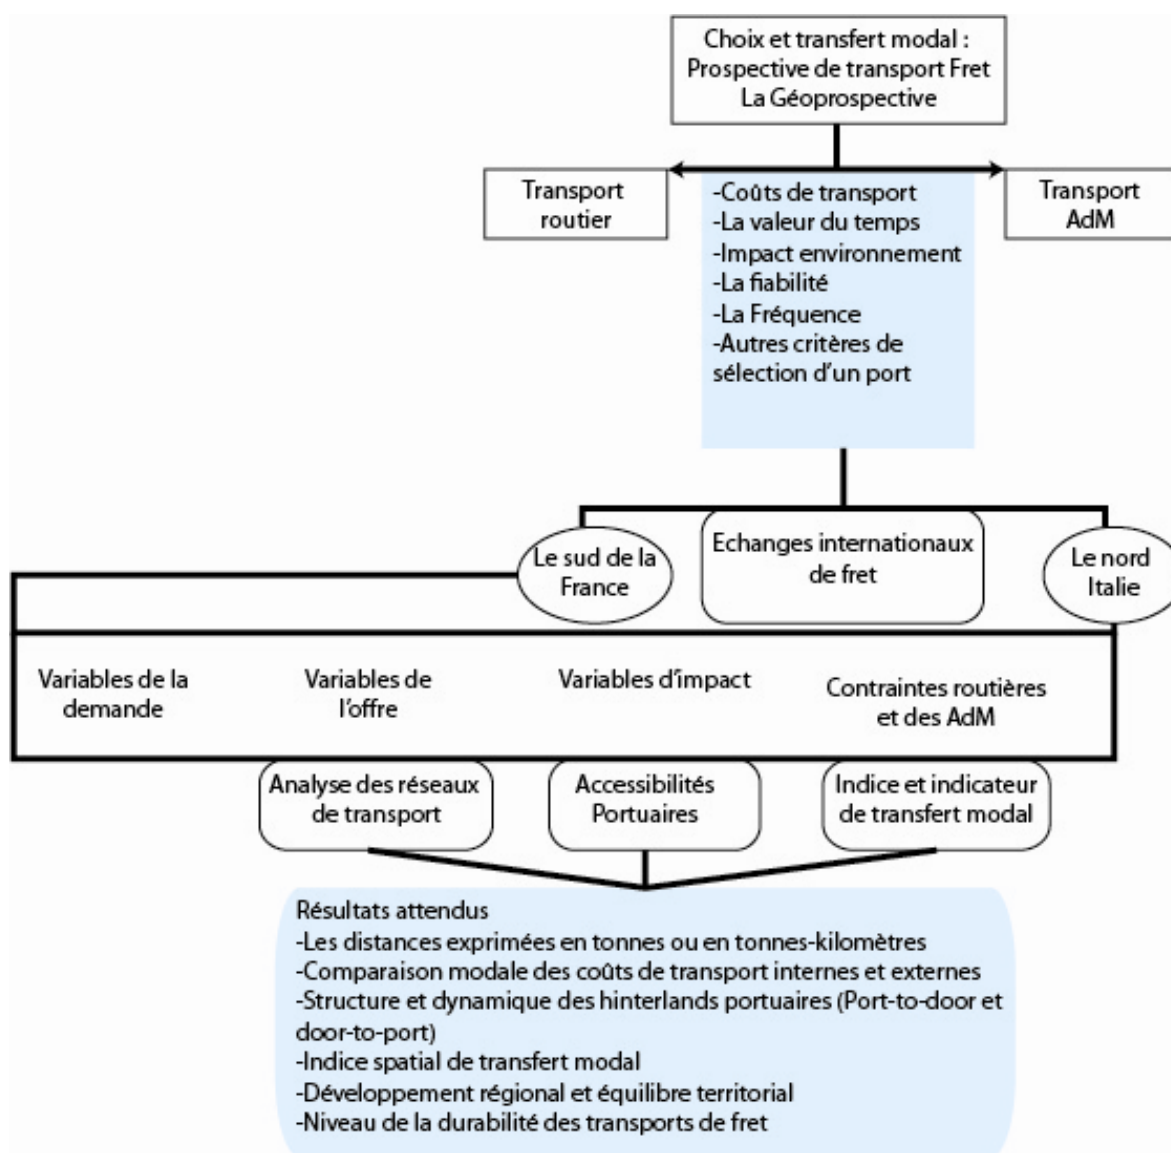 Choix et transfert modal :
Prospective de transport Fret
La Géoprospective
Transport
routier
-Coûts de transport
-La valeur du temps
-Impact environnement
-La fiabilité
-La Fréquence
-Autres critères de
sélection d'un port
Transport
AdM
Le sud de la
France
Echanges internationaux
de fret
Le nord
Italie
Variables de la
demande
Variables de
l'offre
Variables d'impact
Contraintes routières
et des AdM
Analyse des réseaux
de transport
Accessibilités
Portuaires
Indice et indicateur
de transfert modal
Résultats attendus
-Les distances exprimées en tonnes ou en tonnes-kilomètres
-Comparaison modale des coûts de transport internes et externes
-Structure et dynamique des hinterlands portuaires (Port-to-door et
door-to-port)
-Indice spatial de transfert modal
-Développement régional et équilibre territorial
-Niveau de la durabilité des transports de fret